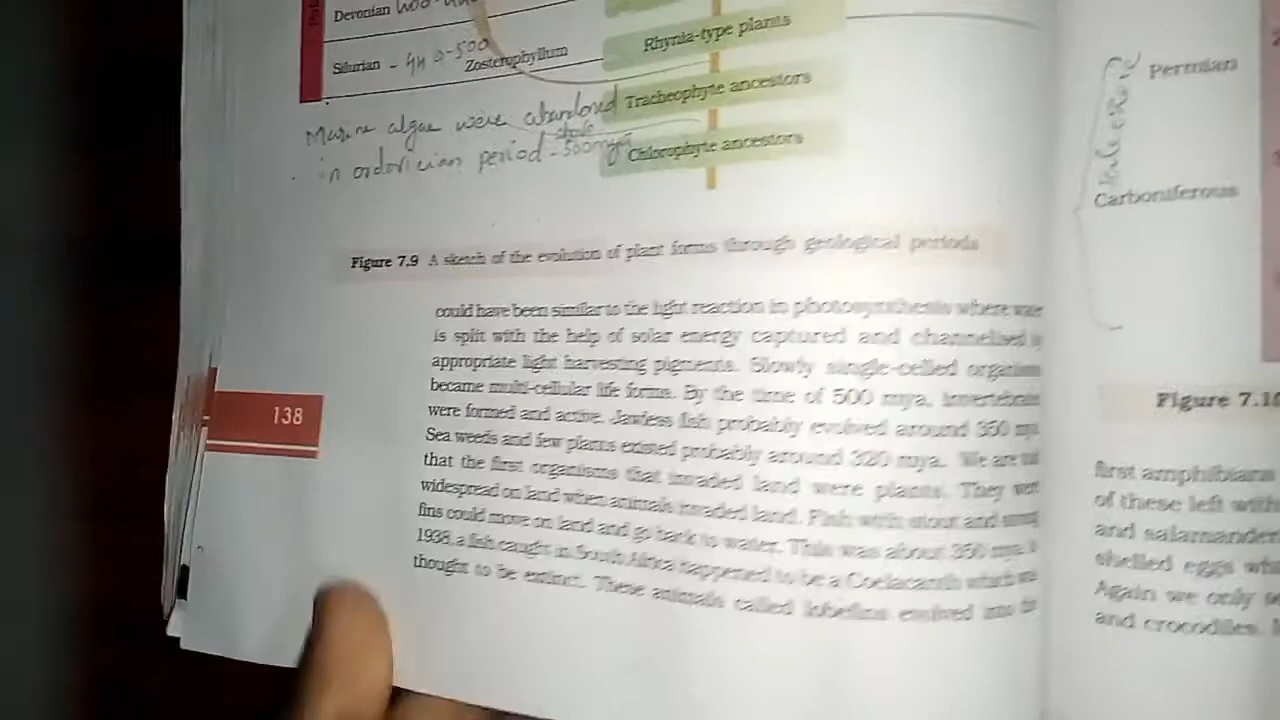 Devonian
Rhynia-type plants
Silurian - 440-500 Zosterophyllum
Tracheophyte ancestors
Marine algae were abandoned
above
in ordovician period - 500mya
Chlorophyte ancestors
Figure 7.9 A sketch of the evolution of plant forms through geological periods
could have been similar to the light reaction in photosynthesis where water
is split with the help of solar energy captured and channelised
appropriate light harvesting pigments. Slowly single-celled organisms
became multi-cellular life forms. By the time of 500 mya, invertebrates
were formed and active. Jawless fish probably evolved around 350 mya.
Sea weeds and few plants existed probably around 320 mya. We are
that the first organisms that invaded land were plants. They were
widespread on land when animals invaded land. Fish with stout and strong
fins could move on land and go back to water. This was about 350 mya.
1938, a fish caught in South Africa happened to be a Coelacanth which was
thought to be extinct. These animals called lobefins evolved into the
138
Permian
Carboniferous
Figure 7.10
first amphibians
of these left with
and salamander
shelled eggs wh
Again we only
and crocodiles.